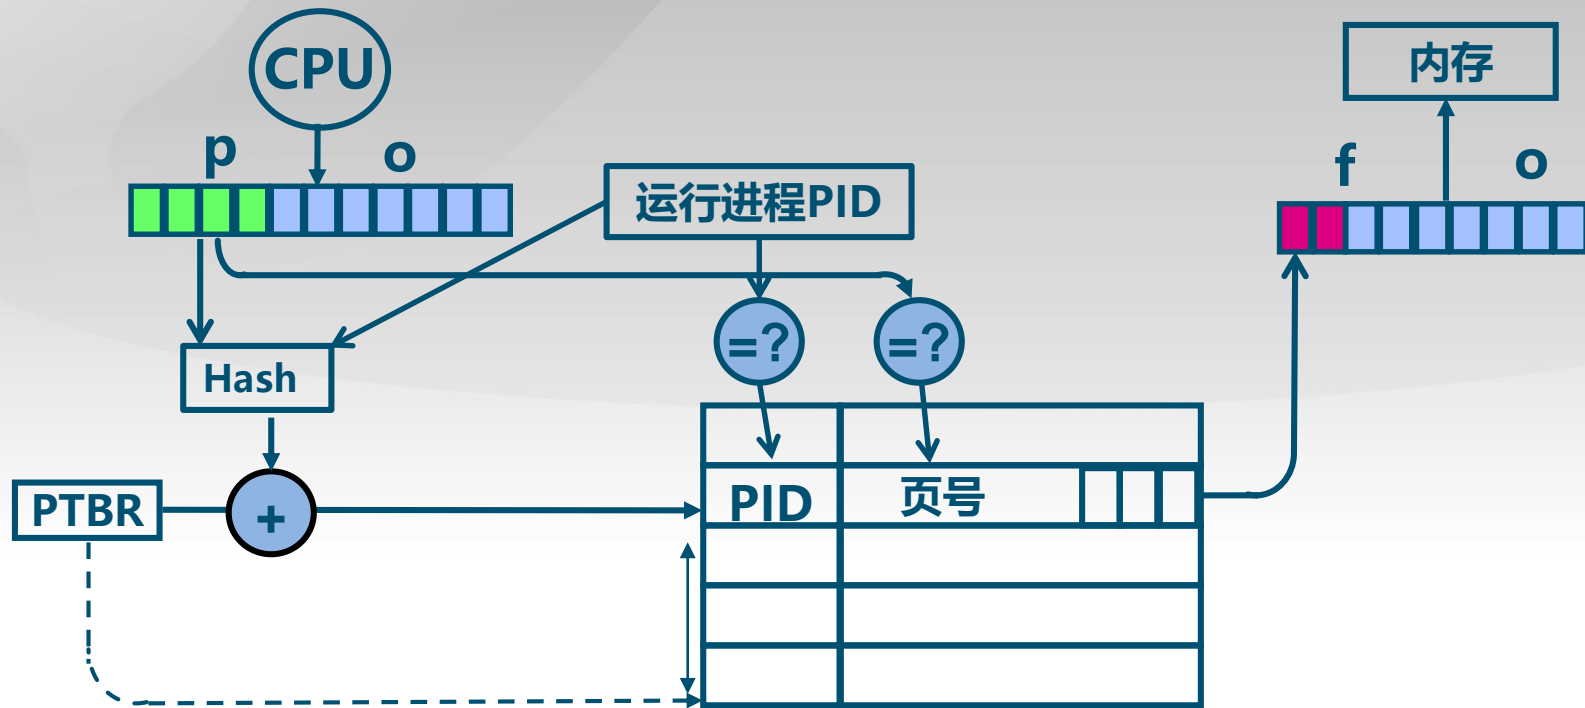 CPU
内存
p
o
f
o
运行进程PID
=?
=?
Hash
PTBR
+
PID
页号